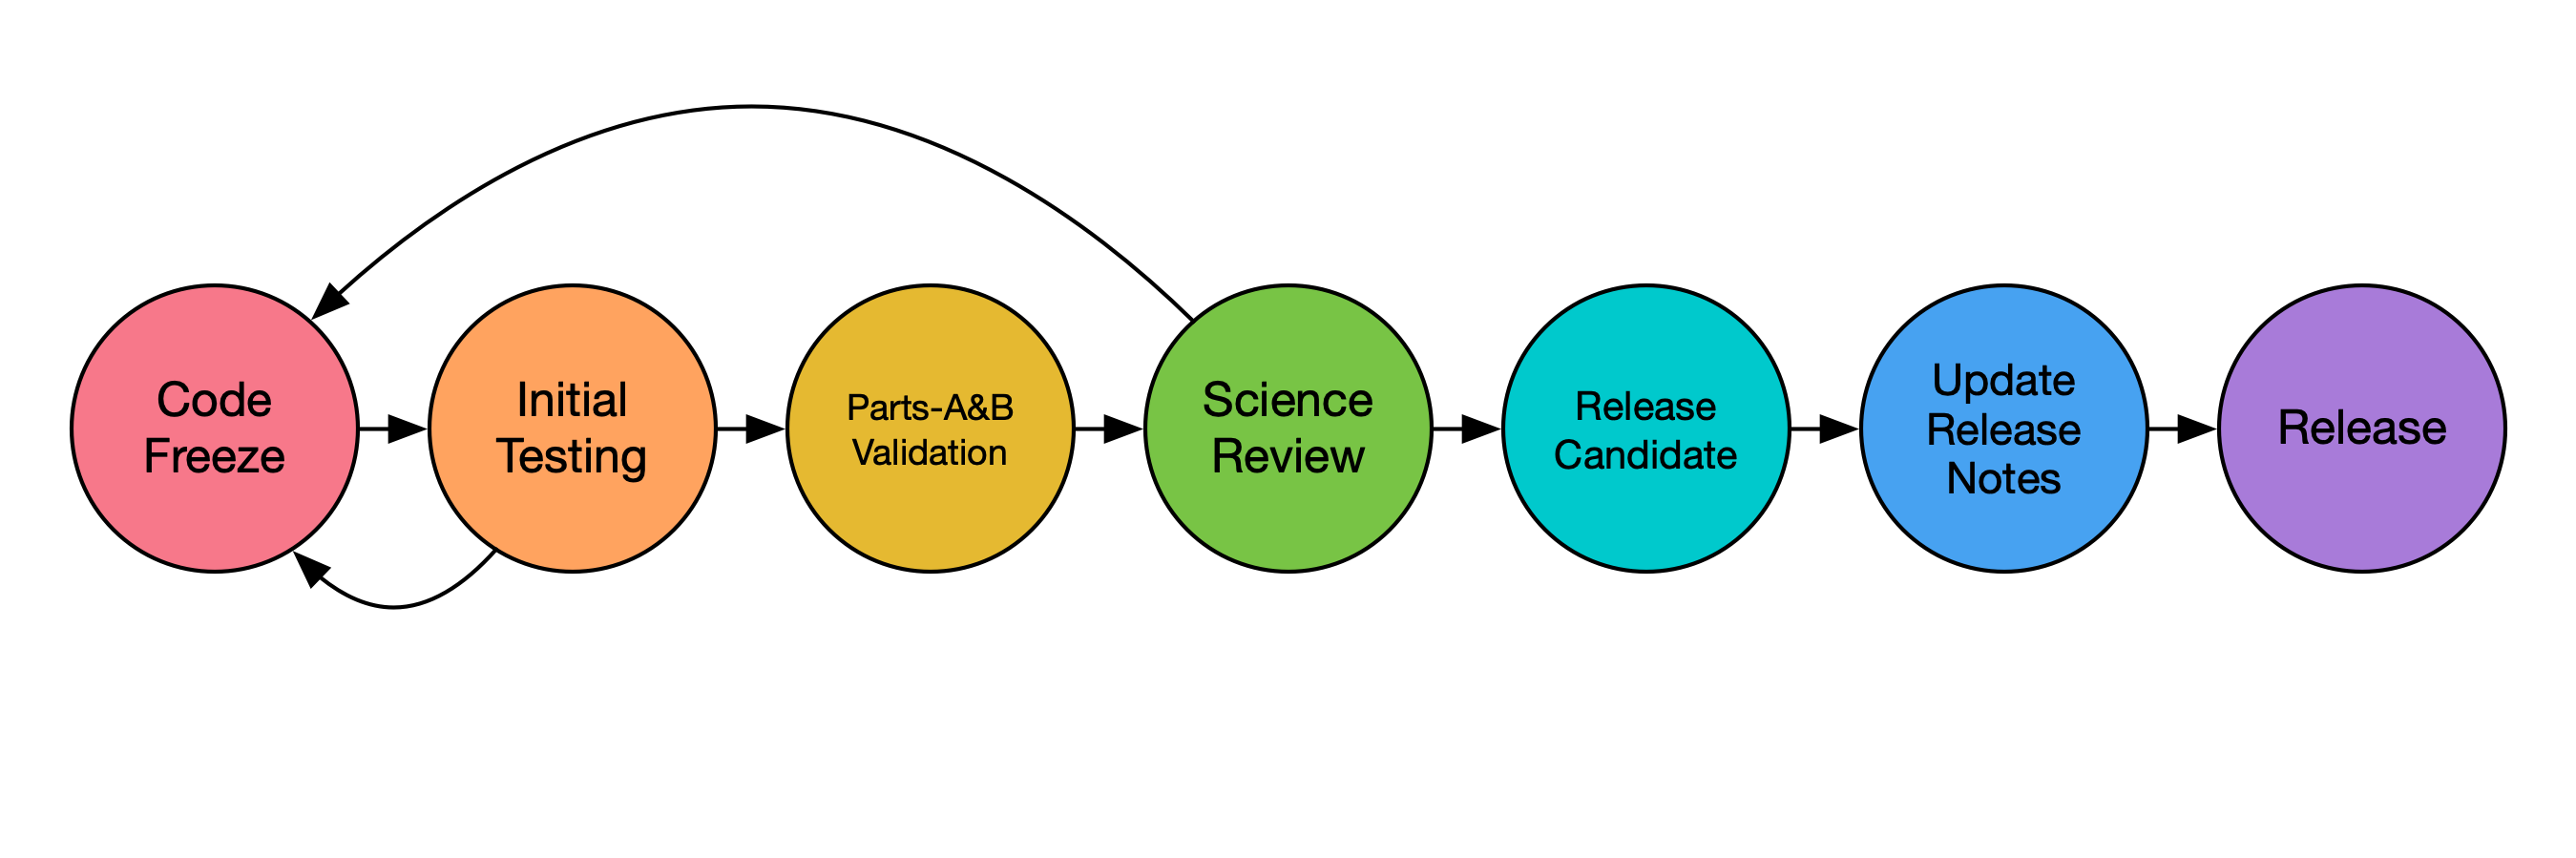 Code
Freeze
Initial
Testing
Parts-A&B
Validation
Science
Review
Release
Candidate
Update
Release
Notes
Release